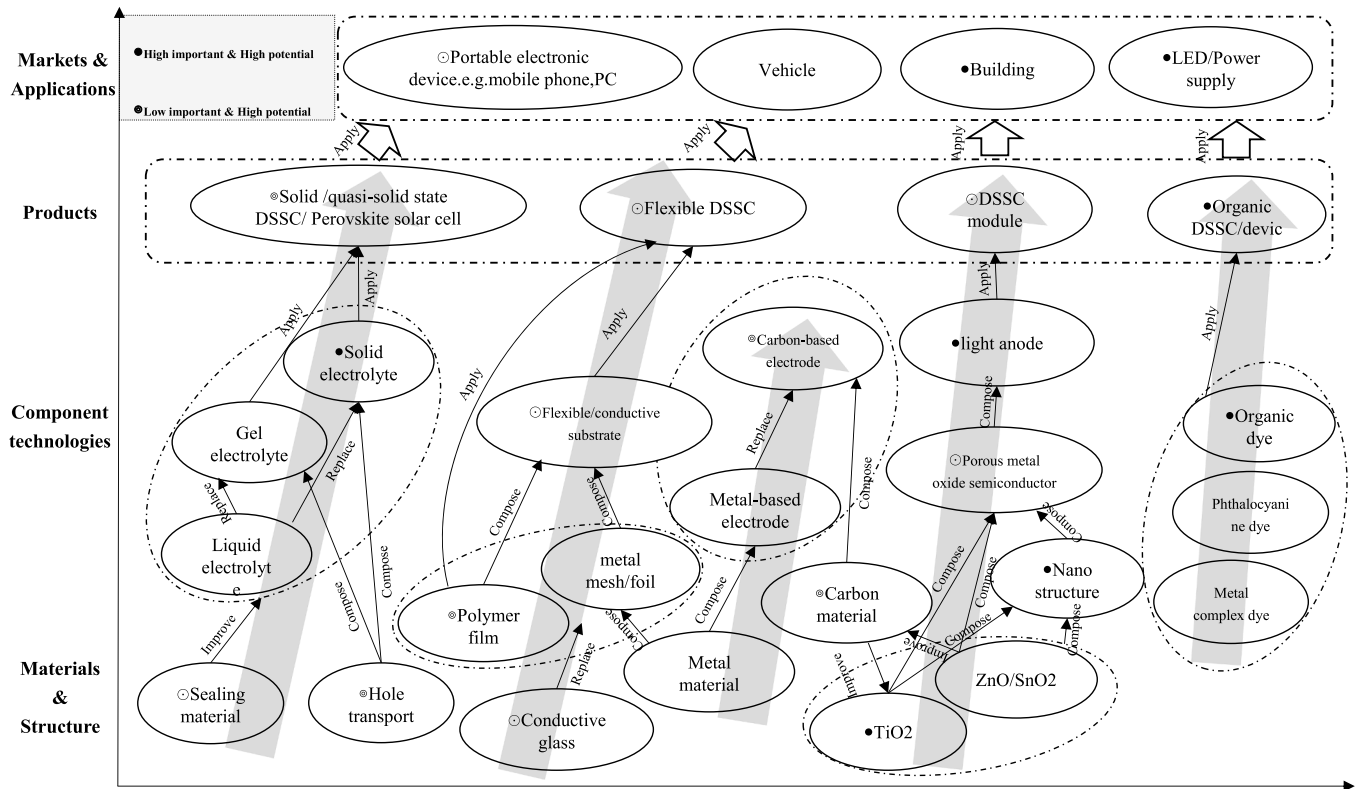 Markets &
Applications
●High important & High potential
◎Low important & High potential
☉Portable electronic
device.e.g.mobile phone,PC
Vehicle
●Building
●LED/Power
supply
Apply
Apply
Apply
Apply
Products
◎Solid /quasi-solid state
DSSC/ Perovskite solar cell
☉Flexible DSSC
☉DSSC
module
●Organic
DSSC/devic
Apply
Apply
Apply
Apply
Apply
Apply
Component
technologies
●Solid
electrolyte
Gel
electrolyte
Liquid
electrolyt
e
Replace
Replace
☉Flexible/conductive
substrate
◎Carbon-based
electrode
Metal-based
electrode
Replace
Compose
●light anode
Compose
☉Porous metal
oxide semiconductor
●Organic
dye
Phthalocyani
ne dye
Metal
complex dye
Compose
Compose
metal
mesh/foil
◎Polymer
film
Compose
Compose
Compose
Compose
◎Carbon
material
●Nano
structure
Compose
Compose
Compose
Compose
Compose
Improve
Improve
Improve
Compose
Replace
Materials
&
Structure
☉Sealing
material
◎Hole
transport
☉Conductive
glass
Metal
material
●TiO2
ZnO/SnO2